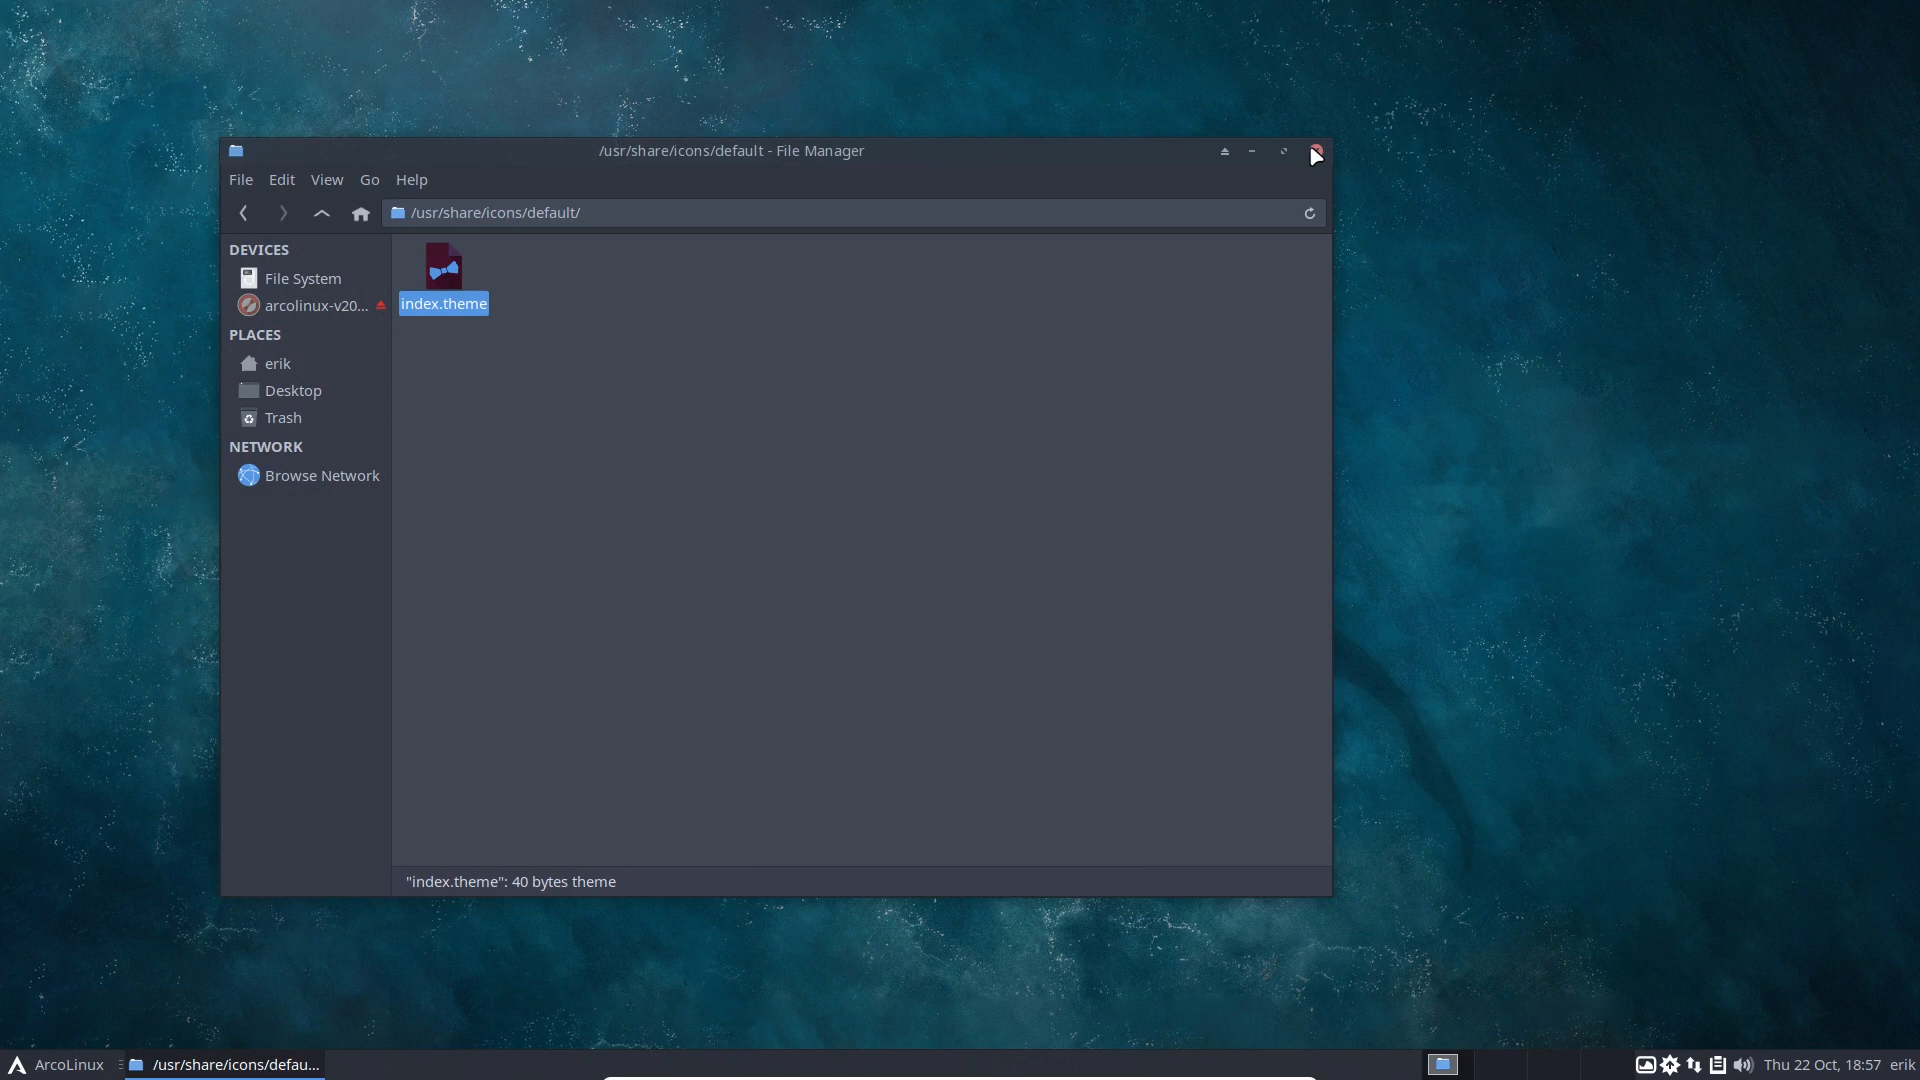 /usr/share/icons/default - File Manager
File Edit View Go Help
/usr/share/icons/default/
DEVICES
File System
arcolinux-v20...
PLACES
erik
Desktop
Trash
NETWORK
Browse Network
index.theme
"index.theme": 40 bytes theme
ArcoLinux /usr/share/icons/defau... Thu 22 Oct, 18:57 erik